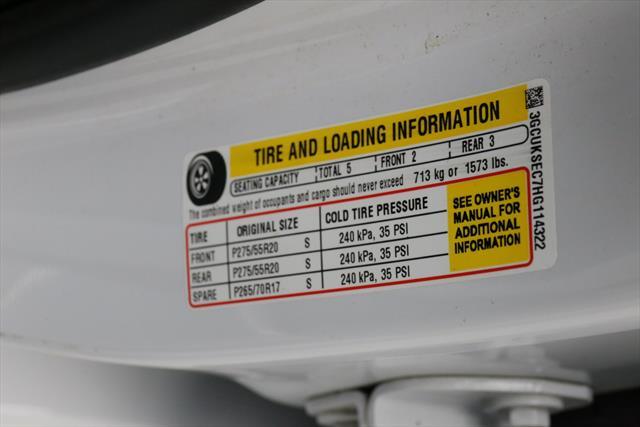 TIRE AND LOADING INFORMATION
SEATING CAPACITY TOTAL 5 FRONT 2 REAR 3
The combined weight of occupants and cargo should never exceed 713 kg or 1573 lbs.
TIRE ORIGINAL SIZE COLD TIRE PRESSURE
FRONT P275/55R20 S 240 kPa, 35 PSI
REAR P275/55R20 S 240 kPa, 35 PSI
SPARE P265/70R17 S 240 kPa, 35 PSI
SEE OWNER'S
MANUAL FOR
ADDITIONAL
INFORMATION
3GCUKSEC7HG114322